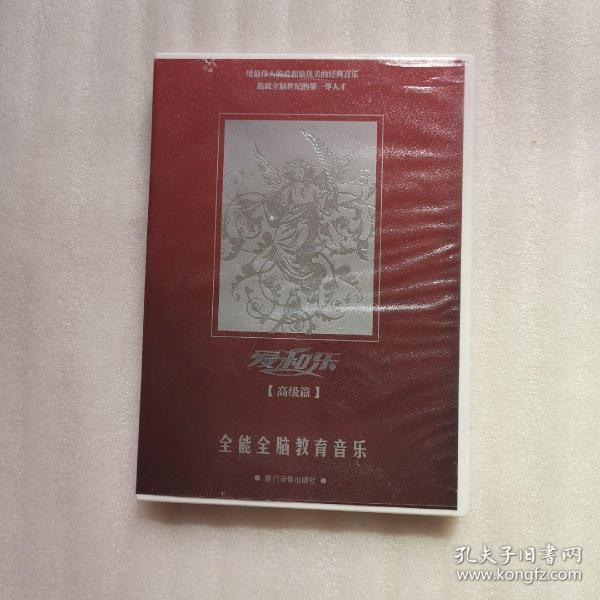 用最伟大的爱和最优美的经典音乐
造就全脑世纪的第一等人才
爱和乐
【高级篇】
全能全脑教育音乐
● 厦门音像出版社 ●
孔夫子旧书网
www.kongfz.com